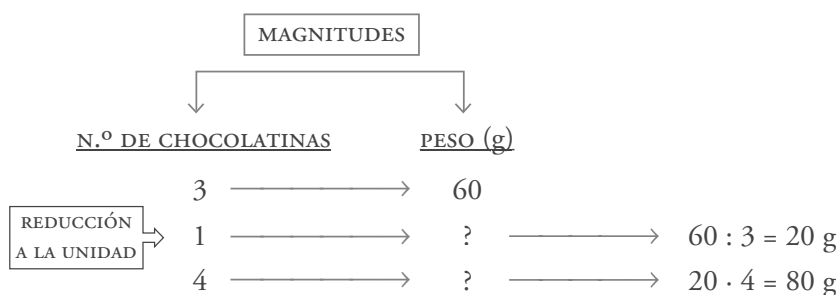 MAGNITUDES
N.º DE CHOCOLATINAS PESO (g)
3 60
REDUCCIÓN
A LA UNIDAD
1 ? 60 : 3 = 20 g
4 ? 20 · 4 = 80 g